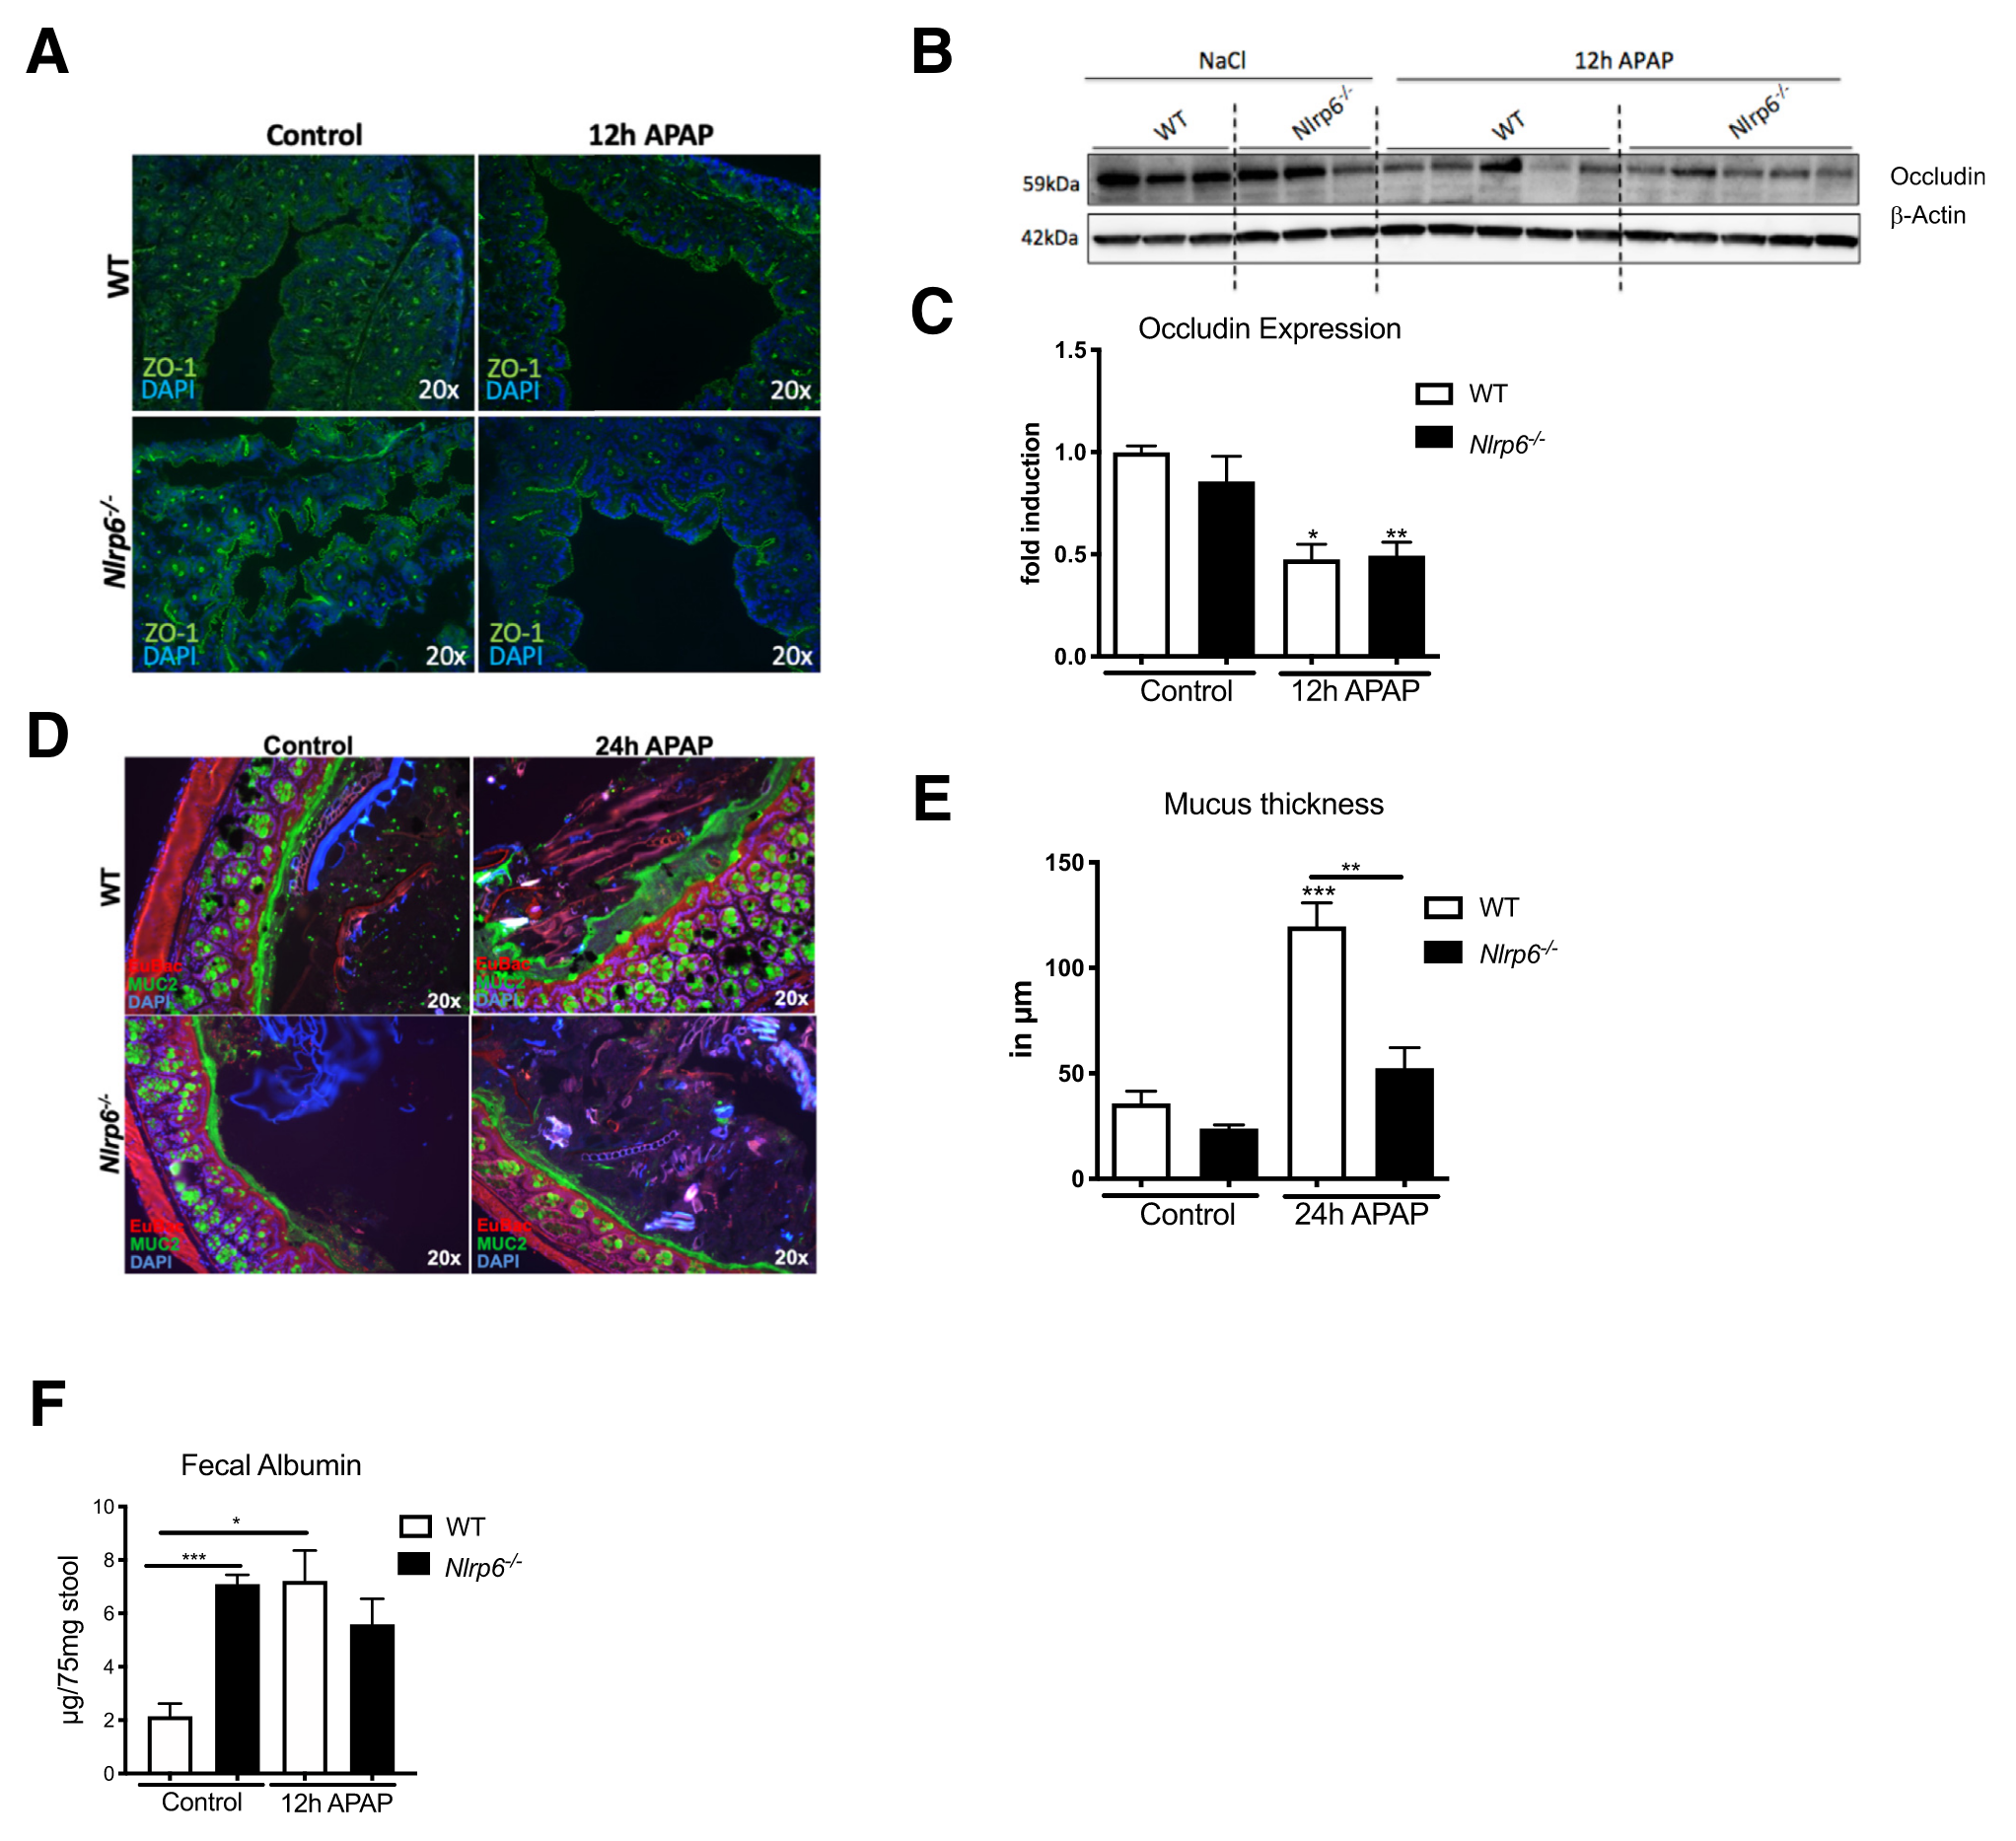 A
Control
12h APAP
WT
ZO-1
DAPI
20x
ZO-1
DAPI
20x
Nlrp6-/-
ZO-1
DAPI
20x
ZO-1
DAPI
20x
B
NaCl
12h APAP
WT
Nlrp6-/-
WT
Nlrp6-/-
59kDa
Occludin
42kDa
β-Actin
C
Occludin Expression
fold induction
1.5
1.0
0.5
0.0
*
**
WT
Nlrp6-/-
Control
12h APAP
D
Control
24h APAP
WT
EuBac
MUC2
DAPI
20x
EuBac
MUC2
DAPI
20x
Nlrp6-/-
EuBac
MUC2
DAPI
20x
EuBac
MUC2
DAPI
20x
E
Mucus thickness
in µm
150
100
50
0
***
**
WT
Nlrp6-/-
Control
24h APAP
F
Fecal Albumin
µg/75mg stool
10
8
6
4
2
0
*
***
WT
Nlrp6-/-
Control
12h APAP